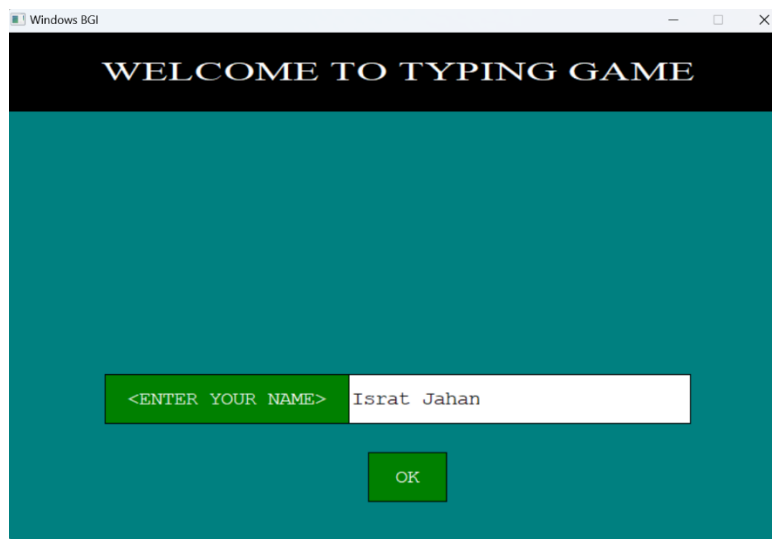 Windows BGI
WELCOME TO TYPING GAME
<ENTER YOUR NAME> Israt Jahan
OK